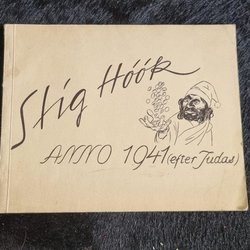 Stig Höök
ANNO 1941 (efter Judas)